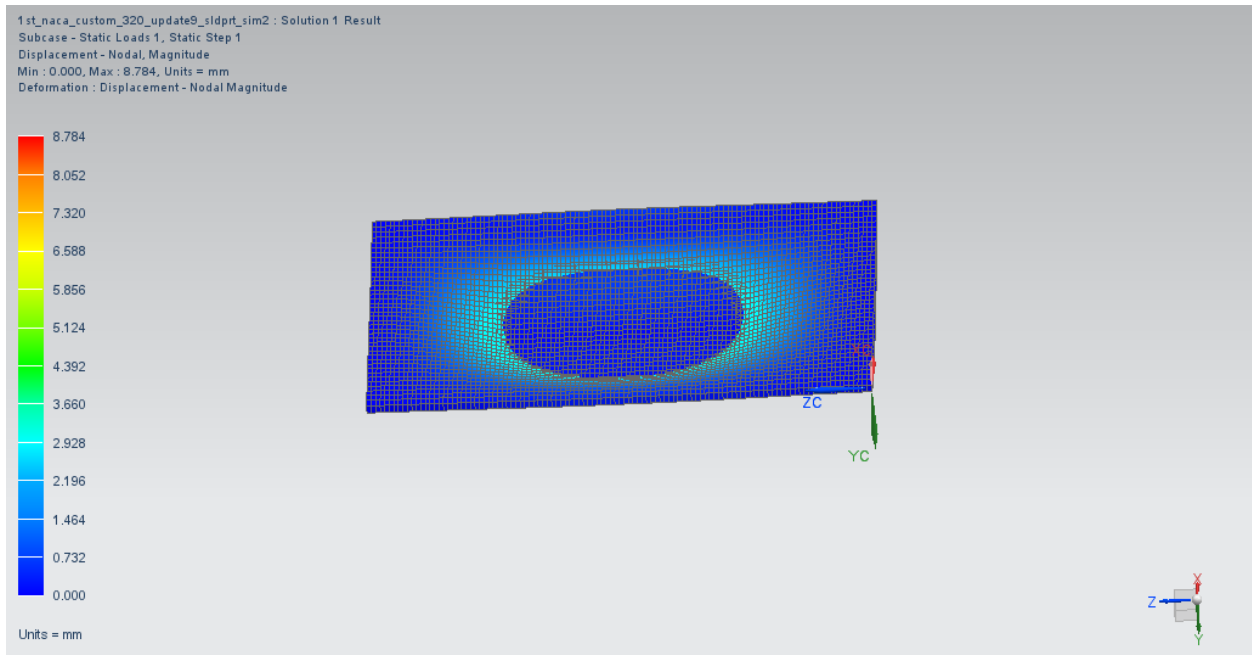 1st_naca_custom_320_update9_sldprt_sim2 : Solution 1 Result
Subcase - Static Loads 1, Static Step 1
Displacement - Nodal, Magnitude
Min : 0.000, Max : 8.784, Units = mm
Deformation : Displacement - Nodal Magnitude
8.784
8.052
7.320
6.588
5.856
5.124
4.392
3.660
2.928
2.196
1.464
0.732
0.000
Units = mm
ZC
YC
X
Z
Y